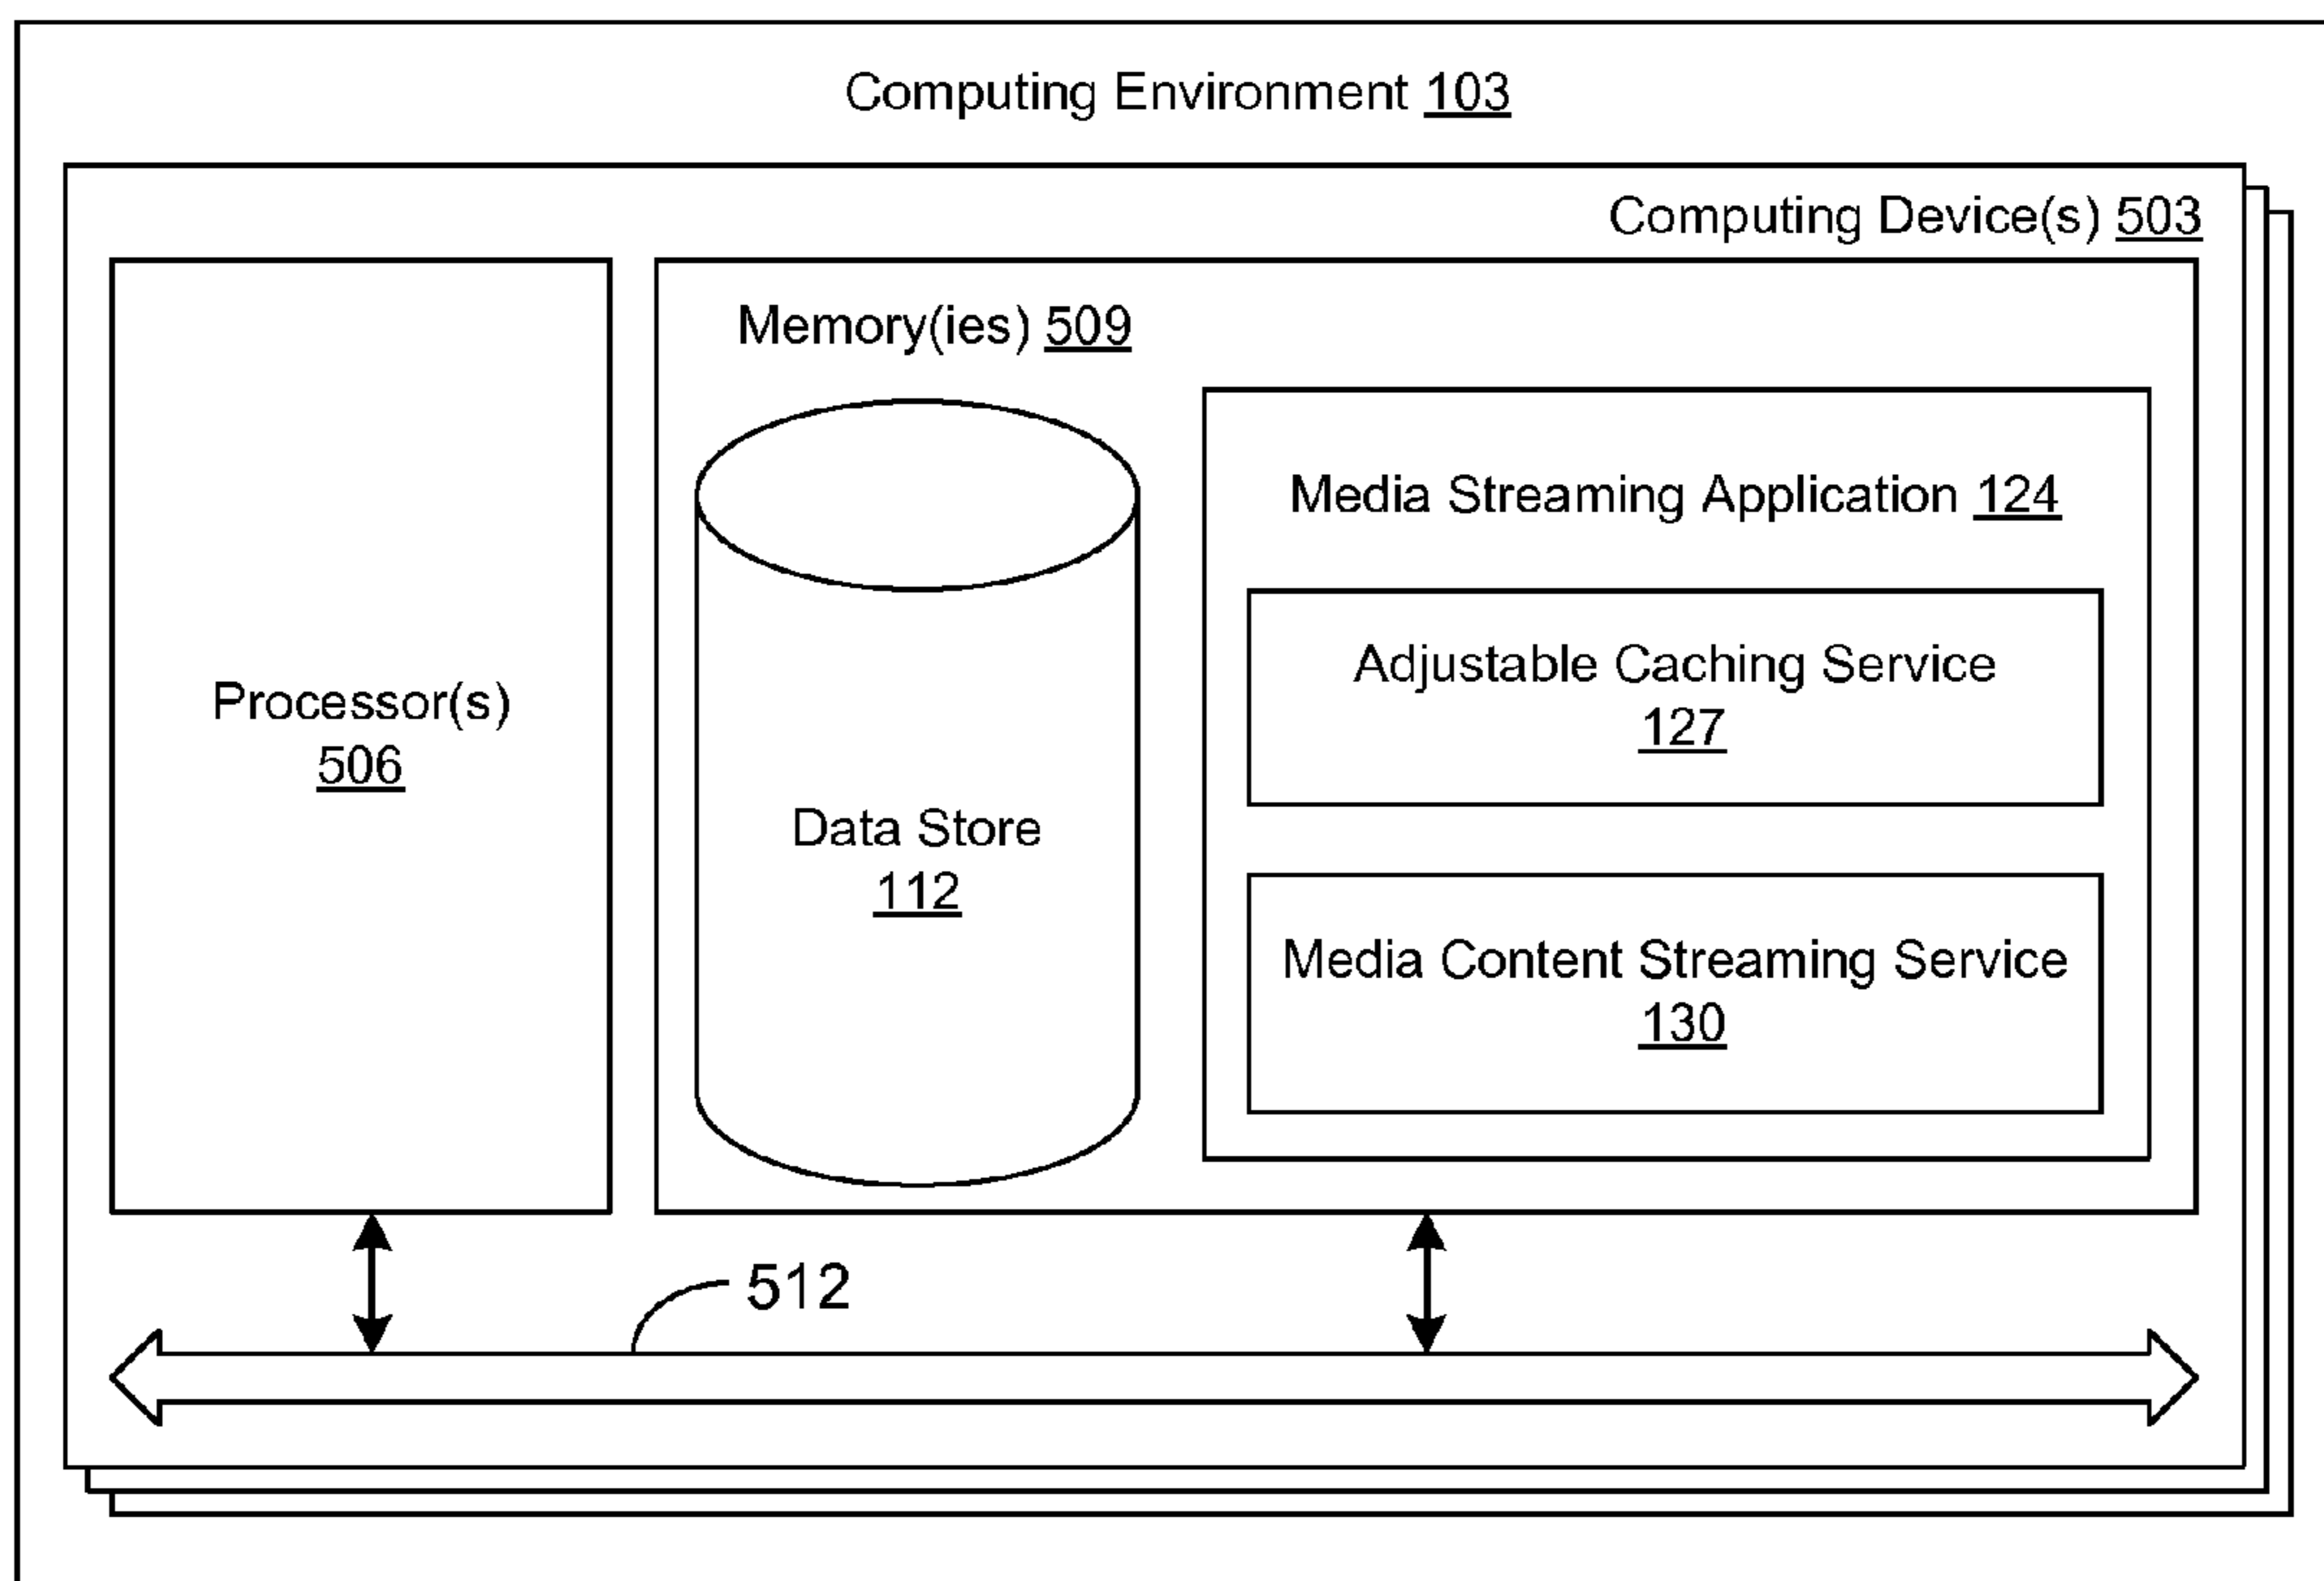 Computing Environment 103
Computing Device(s) 503
Memory(ies) 509
Processor(s)
506
Data Store
112
Media Streaming Application 124
Adjustable Caching Service
127
Media Content Streaming Service
130
512